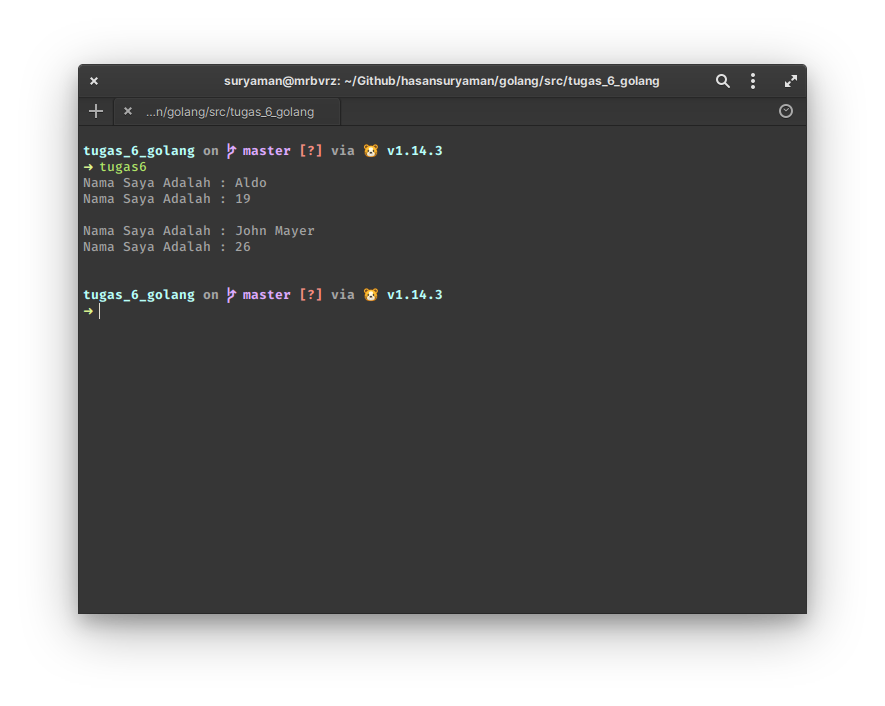 suryaman@mrbvrz: ~/Github/hasansuryaman/golang/src/tugas_6_golang
...n/golang/src/tugas_6_golang
tugas_6_golang on master [?] via 🐹 v1.14.3
➜ tugas6
Nama Saya Adalah : Aldo
Nama Saya Adalah : 19
Nama Saya Adalah : John Mayer
Nama Saya Adalah : 26
tugas_6_golang on master [?] via 🐹 v1.14.3
➜